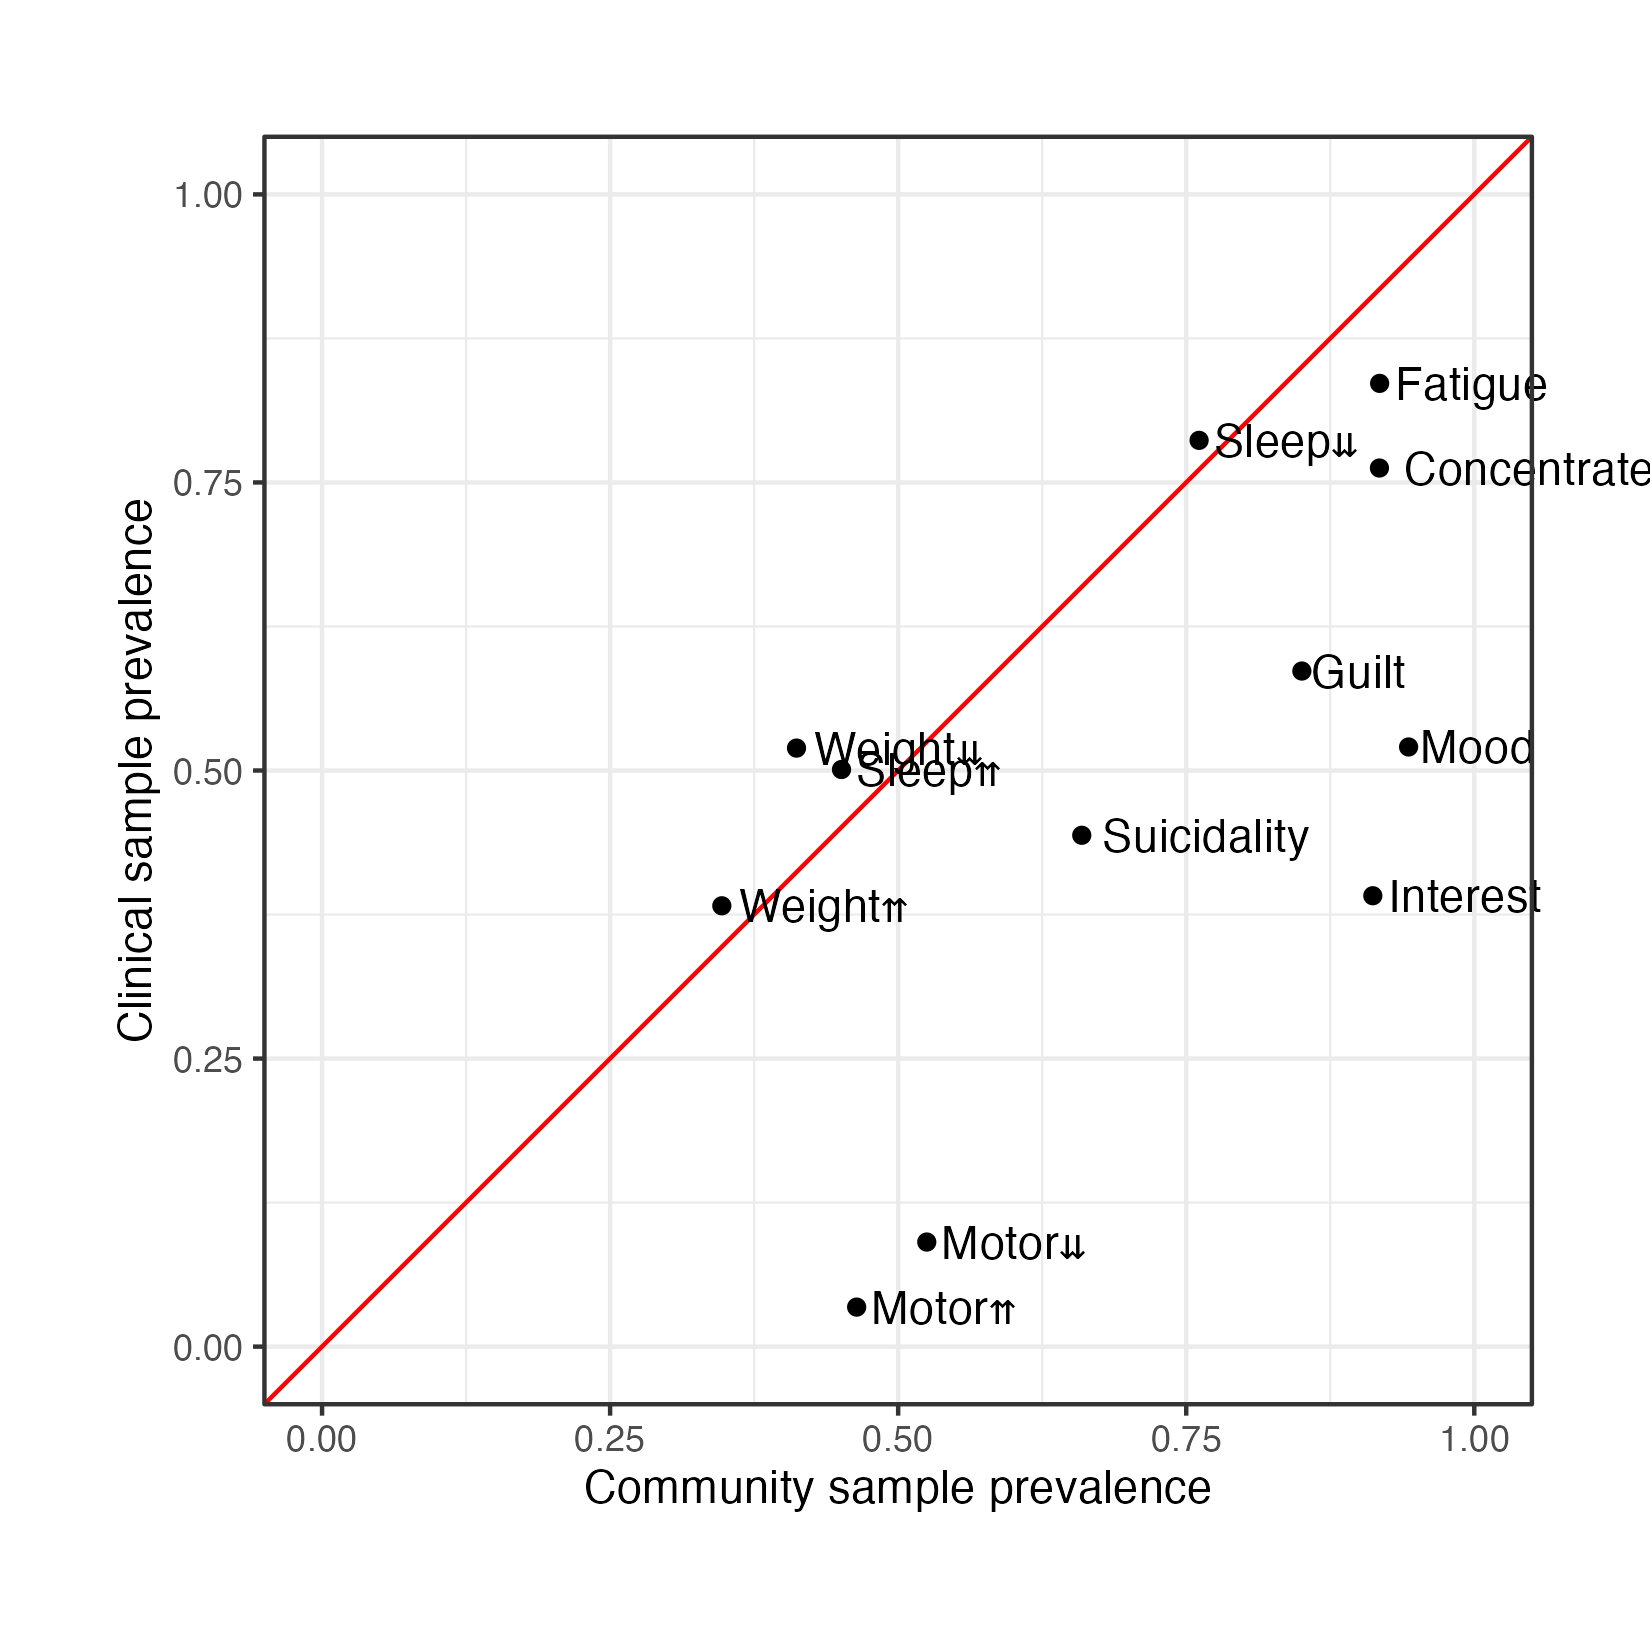 1.00
0.75
0.50
0.25
0.00
Clinical sample prevalence
Fatigue
Sleep⇊
Concentrate
Guilt
Weight⇊
Mood
Sleep⇈
Suicidality
Interest
Weight⇈
Motor⇊
Motor⇈
0.00 0.25 0.50 0.75 1.00
Community sample prevalence